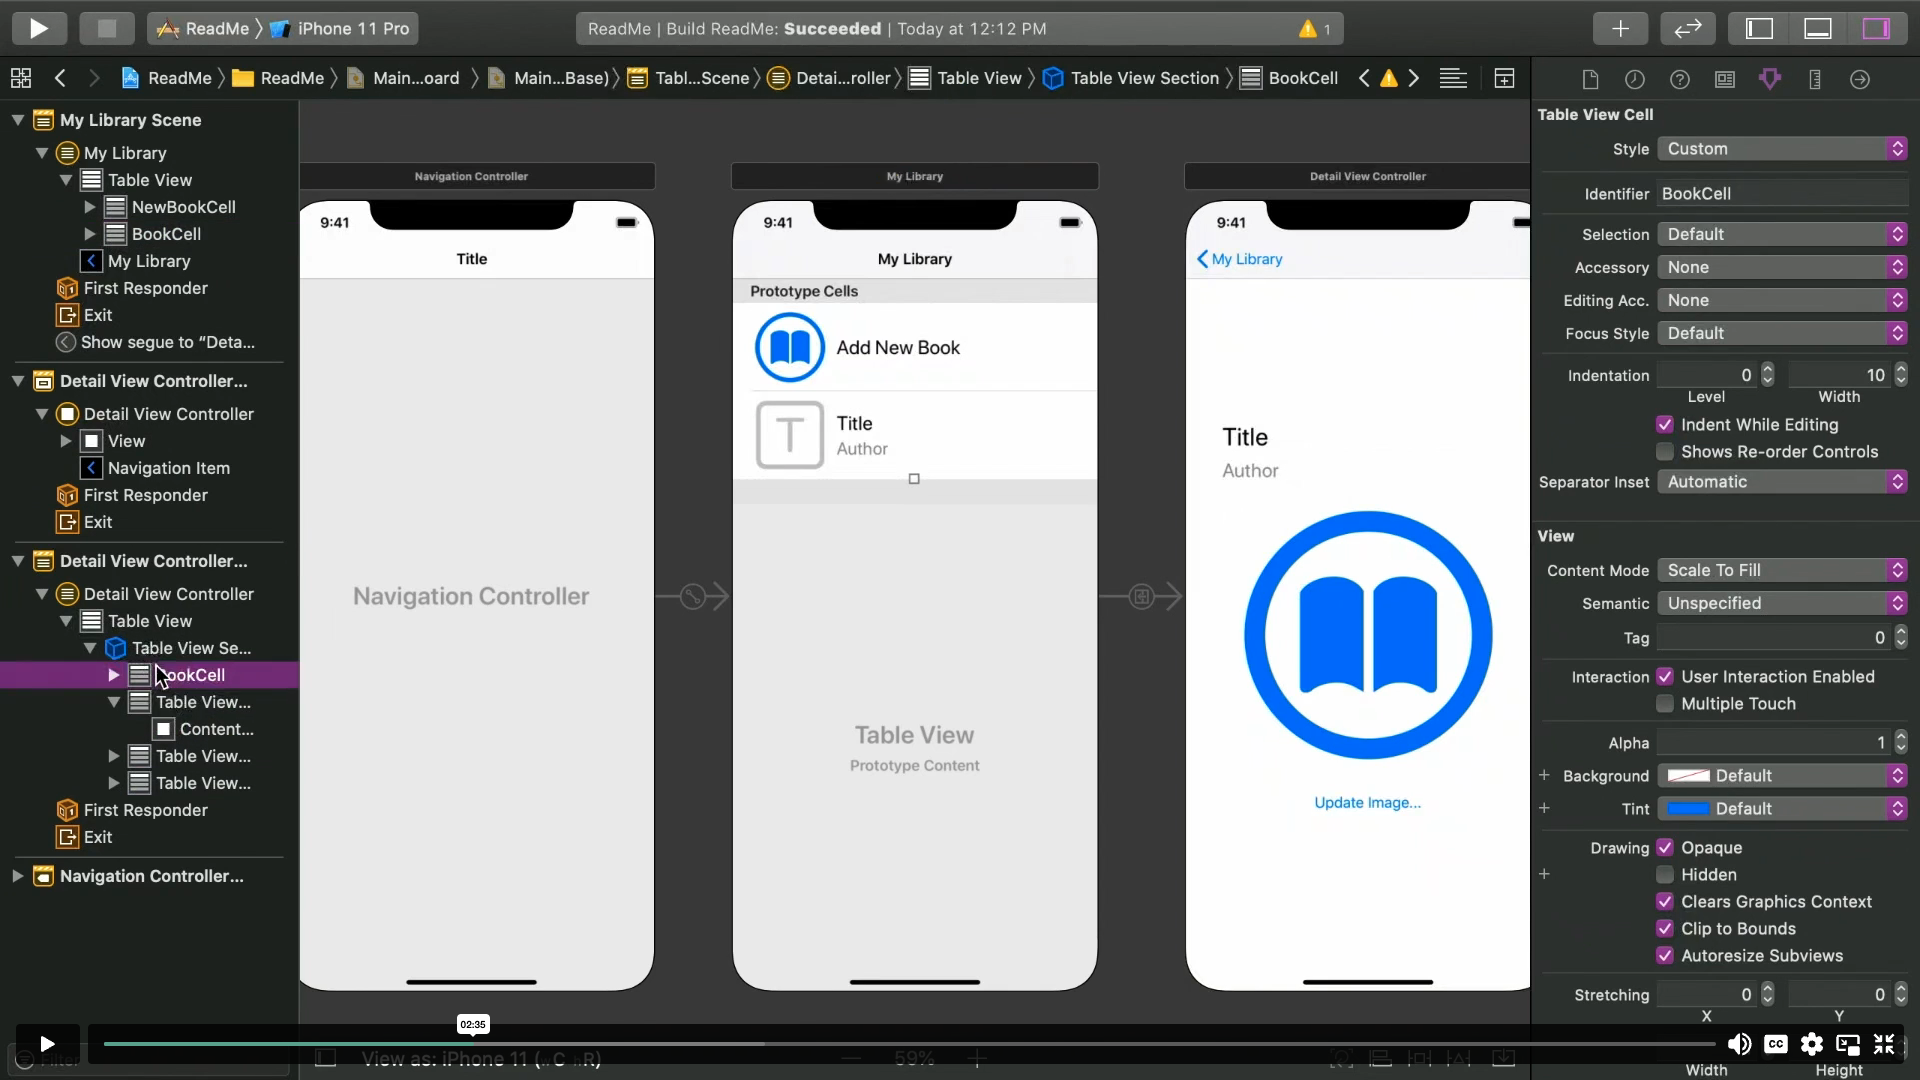 ReadMe
iPhone 11 Pro
ReadMe | Build ReadMe: Succeeded | Today at 12:12 PM
1
ReadMe
ReadMe
Main...oard
Main...Base)
Tabl...Scene
Detai...roller
Table View
Table View Section
BookCell
My Library Scene
My Library
Table View
NewBookCell
BookCell
My Library
First Responder
Exit
Show segue to “Deta...
Detail View Controller...
Detail View Controller
View
Navigation Item
First Responder
Exit
Detail View Controller...
Detail View Controller
Table View
Table View Se...
ookCell
Table View...
Content...
Table View...
Table View...
First Responder
Exit
Navigation Controller...
Filter
Navigation Controller
9:41
Title
Navigation Controller
My Library
9:41
My Library
Prototype Cells
Add New Book
T
Title
Author
Table View
Prototype Content
Detail View Controller
9:41
My Library
Title
Author
Update Image...
02:35
View as: iPhone 11 (wC hR)
59%
CC
Table View Cell
Style Custom
Identifier BookCell
Selection Default
Accessory None
Editing Acc. None
Focus Style Default
Indentation 0 10
Level Width
Indent While Editing
Shows Re-order Controls
Separator Inset Automatic
View
Content Mode Scale To Fill
Semantic Unspecified
Tag 0
Interaction User Interaction Enabled
Multiple Touch
Alpha 1
Background Default
Tint Default
Drawing Opaque
Hidden
Clears Graphics Context
Clip to Bounds
Autoresize Subviews
Stretching 0 0
X Y
Width Height